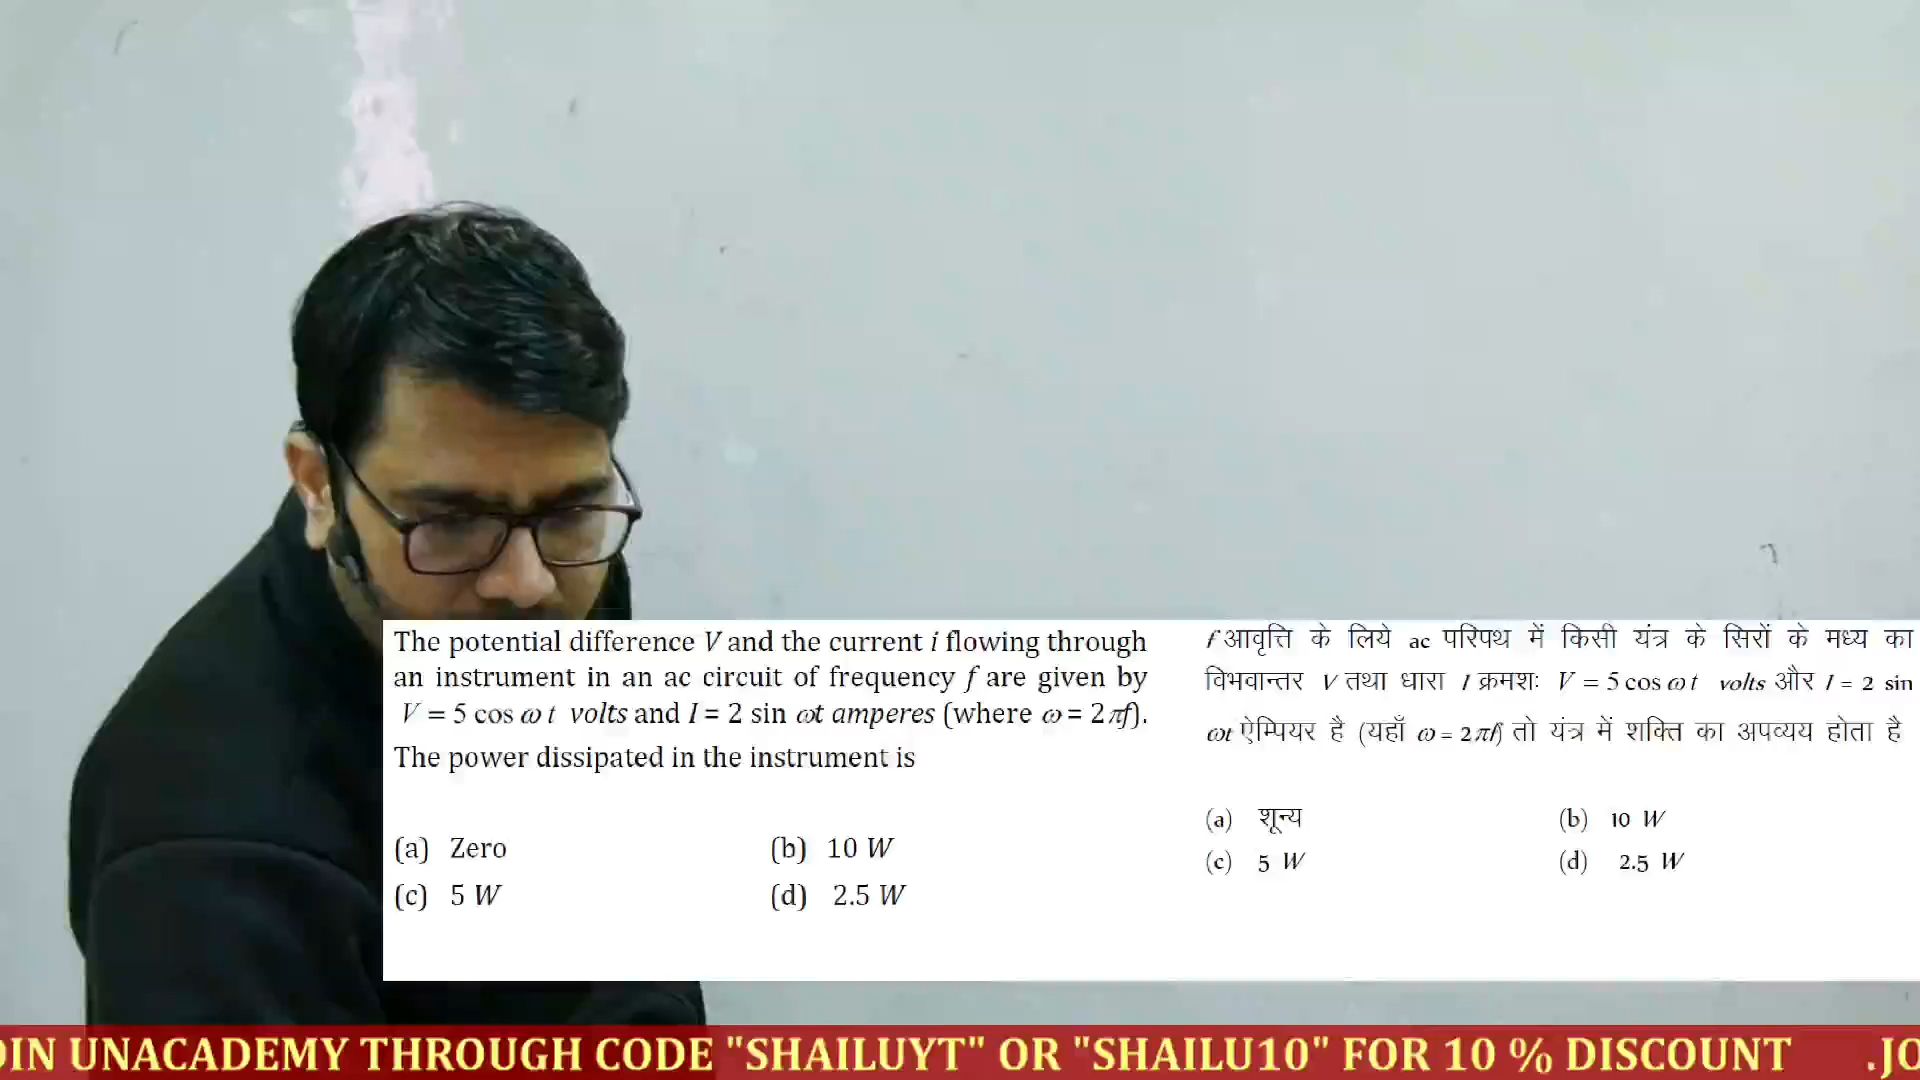 The potential difference V and the current i flowing through
an instrument in an ac circuit of frequency f are given by
V = 5 cos ω t volts and I = 2 sin ωt amperes (where ω = 2πf).
The power dissipated in the instrument is
(a) Zero (b) 10 W
(c) 5 W (d) 2.5 W
f आवृत्ति के लिये ac परिपथ में किसी यंत्र के सिरों के मध्य का
विभवान्तर V तथा धारा I क्रमशः V = 5 cos ω t volts और I = 2 sin
ωt ऐम्पियर है (यहाँ ω = 2πf) तो यंत्र में शक्ति का अपव्यय होता है
(a) शून्य (b) 10 W
(c) 5 W (d) 2.5 W
OIN UNACADEMY THROUGH CODE "SHAILUYT" OR "SHAILU10" FOR 10 % DISCOUNT .JO